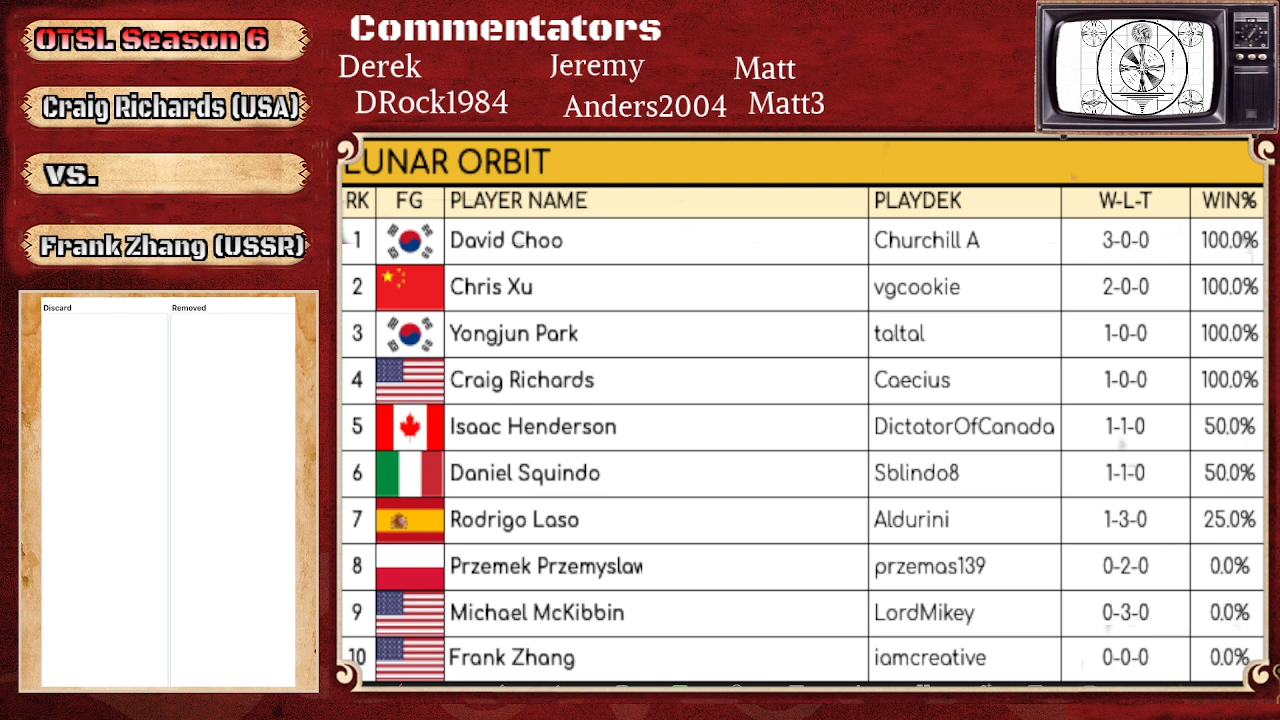 OTSL Season 6
Craig Richards (USA)
vs.
Frank Zhang (USSR)
Discard Removed
Commentators
Derek Jeremy Matt
DRock1984 Anders2004 Matt3
LUNAR ORBIT
RK FG PLAYER NAME PLAYDEK W-L-T WIN%
1 David Choo Churchill A 3-0-0 100.0%
2 Chris Xu vgcookie 2-0-0 100.0%
3 Yongjun Park taltal 1-0-0 100.0%
4 Craig Richards Caecius 1-0-0 100.0%
5 Isaac Henderson DictatorOfCanada 1-1-0 50.0%
6 Daniel Squindo Sblindo8 1-1-0 50.0%
7 Rodrigo Laso Aldurini 1-3-0 25.0%
8 Przemek Przemyslaw przemas139 0-2-0 0.0%
9 Michael McKibbin LordMikey 0-3-0 0.0%
10 Frank Zhang iamcreative 0-0-0 0.0%